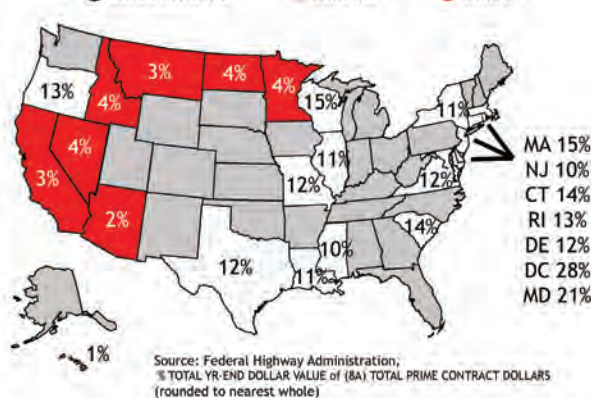 3%
4%
4%
13%
4%
15%
11%
4%
11%
MA 15%
3%
12%
12%
NJ 10%
CT 14%
2%
14%
RI 13%
10%
DE 12%
12%
11%
DC 28%
MD 21%
1%
Source: Federal Highway Administration,
% TOTAL YR-END DOLLAR VALUE of (8A) TOTAL PRIME CONTRACT DOLLARS
(rounded to nearest whole)